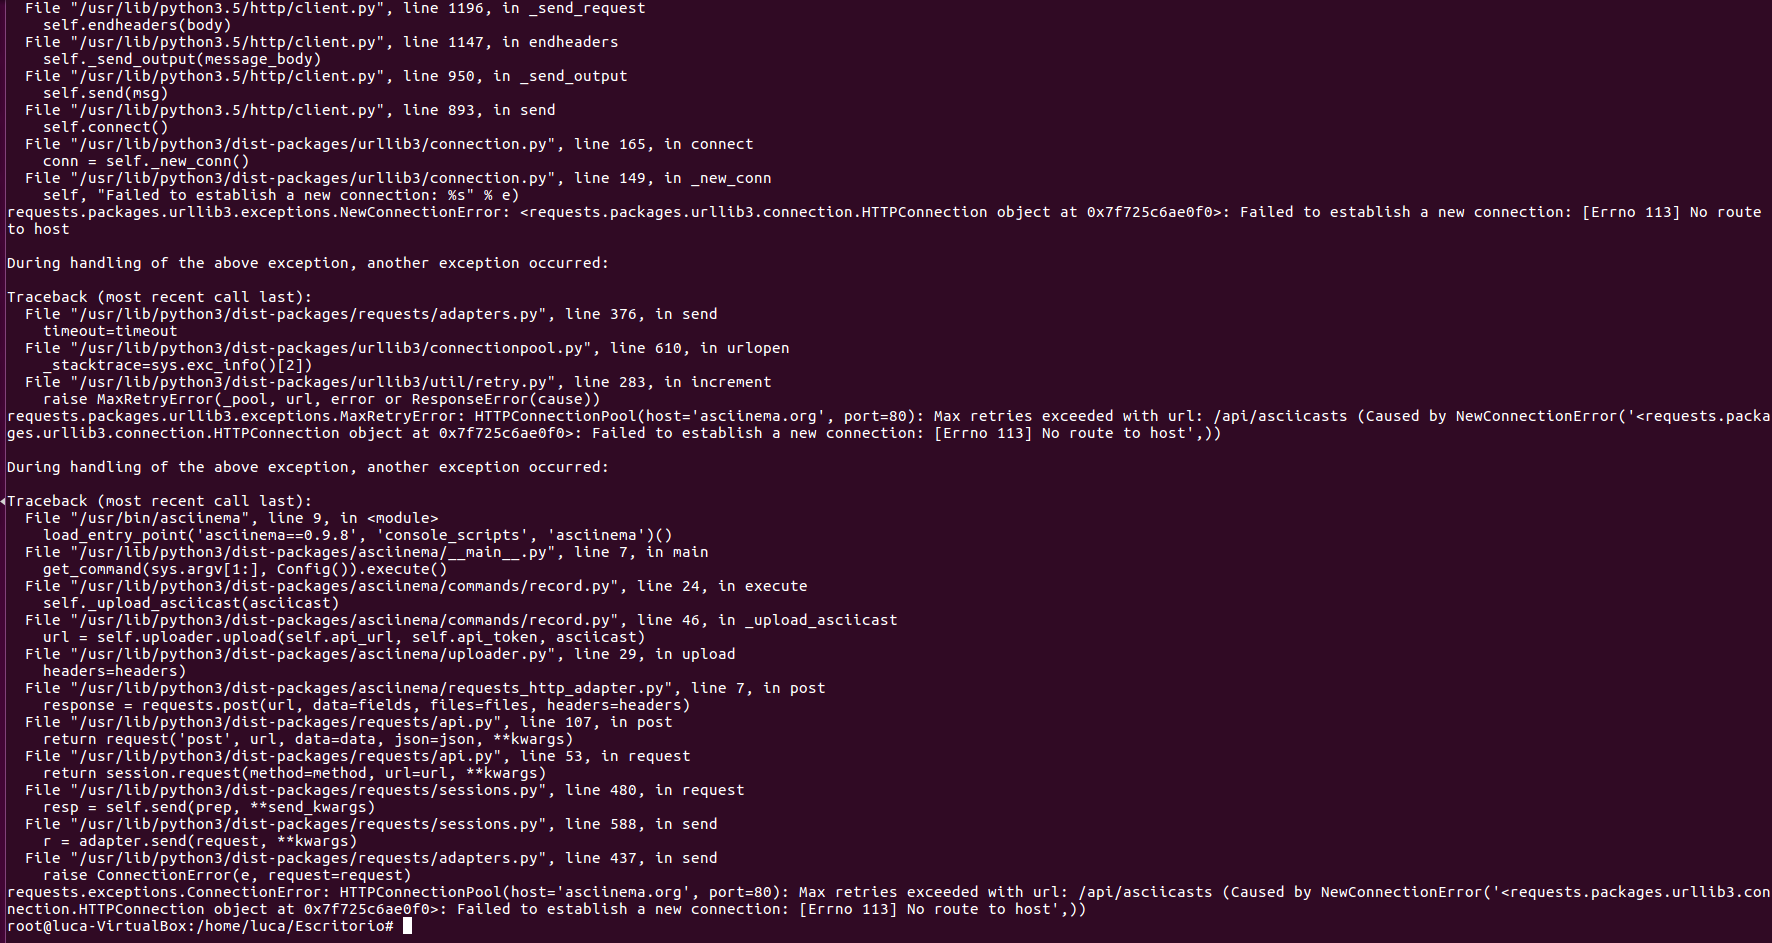 File "/usr/lib/python3.5/http/client.py", line 1196, in _send_request
self.endheaders(body)
File "/usr/lib/python3.5/http/client.py", line 1147, in endheaders
self._send_output(message_body)
File "/usr/lib/python3.5/http/client.py", line 950, in _send_output
self.send(msg)
File "/usr/lib/python3.5/http/client.py", line 893, in send
self.connect()
File "/usr/lib/python3/dist-packages/urllib3/connection.py", line 165, in connect
conn = self._new_conn()
File "/usr/lib/python3/dist-packages/urllib3/connection.py", line 149, in _new_conn
self, "Failed to establish a new connection: %s" % e)
requests.packages.urllib3.exceptions.NewConnectionError: <requests.packages.urllib3.connection.HTTPConnection object at 0x7f725c6ae0f0>: Failed to establish a new connection: [Errno 113] No route
to host
During handling of the above exception, another exception occurred:
Traceback (most recent call last):
File "/usr/lib/python3/dist-packages/requests/adapters.py", line 376, in send
timeout=timeout
File "/usr/lib/python3/dist-packages/urllib3/connectionpool.py", line 610, in urlopen
_stacktrace=sys.exc_info()[2])
File "/usr/lib/python3/dist-packages/urllib3/util/retry.py", line 283, in increment
raise MaxRetryError(_pool, url, error or ResponseError(cause))
requests.packages.urllib3.exceptions.MaxRetryError: HTTPConnectionPool(host='asciinema.org', port=80): Max retries exceeded with url: /api/asciicasts (Caused by NewConnectionError('<requests.packa
ges.urllib3.connection.HTTPConnection object at 0x7f725c6ae0f0>: Failed to establish a new connection: [Errno 113] No route to host',))
During handling of the above exception, another exception occurred:
Traceback (most recent call last):
File "/usr/bin/asciinema", line 9, in <module>
load_entry_point('asciinema==0.9.8', 'console_scripts', 'asciinema')()
File "/usr/lib/python3/dist-packages/asciinema/__main__.py", line 7, in main
get_command(sys.argv[1:], Config()).execute()
File "/usr/lib/python3/dist-packages/asciinema/commands/record.py", line 24, in execute
self._upload_asciicast(asciicast)
File "/usr/lib/python3/dist-packages/asciinema/commands/record.py", line 46, in _upload_asciicast
url = self.uploader.upload(self.api_url, self.api_token, asciicast)
File "/usr/lib/python3/dist-packages/asciinema/uploader.py", line 29, in upload
headers=headers)
File "/usr/lib/python3/dist-packages/asciinema/requests_http_adapter.py", line 7, in post
response = requests.post(url, data=fields, files=files, headers=headers)
File "/usr/lib/python3/dist-packages/requests/api.py", line 107, in post
return request('post', url, data=data, json=json, **kwargs)
File "/usr/lib/python3/dist-packages/requests/api.py", line 53, in request
return session.request(method=method, url=url, **kwargs)
File "/usr/lib/python3/dist-packages/requests/sessions.py", line 480, in request
resp = self.send(prep, **send_kwargs)
File "/usr/lib/python3/dist-packages/requests/sessions.py", line 588, in send
r = adapter.send(request, **kwargs)
File "/usr/lib/python3/dist-packages/requests/adapters.py", line 437, in send
raise ConnectionError(e, request=request)
requests.exceptions.ConnectionError: HTTPConnectionPool(host='asciinema.org', port=80): Max retries exceeded with url: /api/asciicasts (Caused by NewConnectionError('<requests.packages.urllib3.con
nection.HTTPConnection object at 0x7f725c6ae0f0>: Failed to establish a new connection: [Errno 113] No route to host',))
root@luca-VirtualBox:/home/luca/Escritorio#